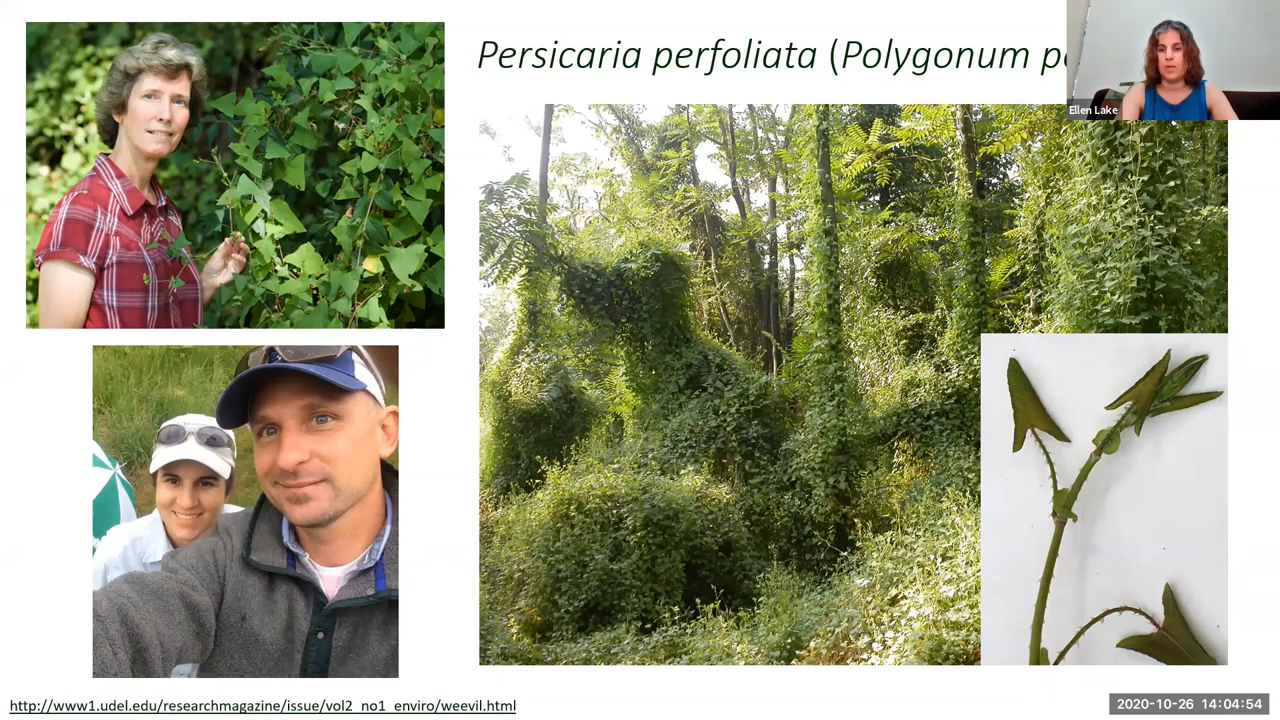 Persicaria perfoliata (Polygonum
Ellen Lake
http://www1.udel.edu/researchmagazine/issue/vol2_no1_enviro/weevil.html
2020-10-26 14:04:54